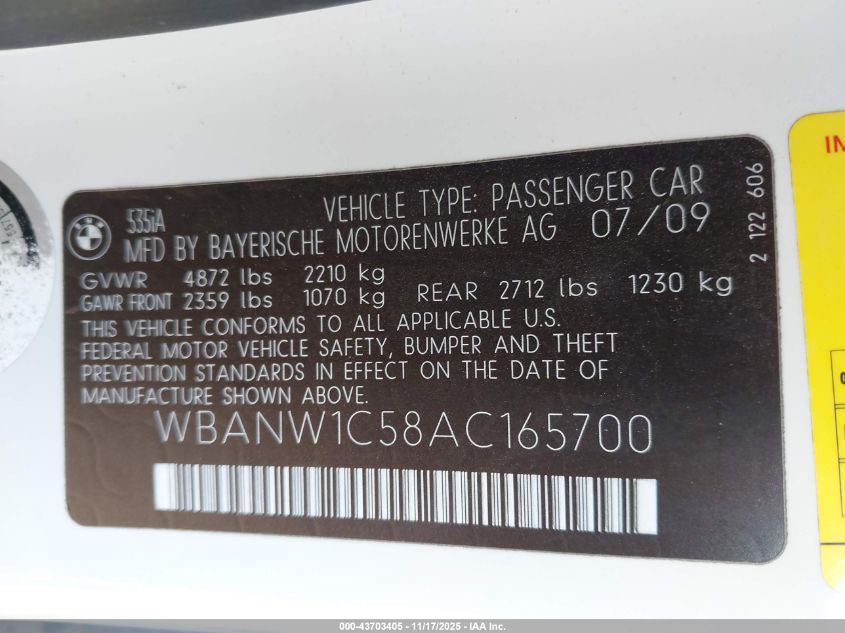 535iA
VEHICLE TYPE: PASSENGER CAR
MFD BY BAYERISCHE MOTORENWERKE AG 07/09
GVWR 4872 lbs 2210 kg
GAWR FRONT 2359 lbs 1070 kg REAR 2712 lbs 1230 kg
THIS VEHICLE CONFORMS TO ALL APPLICABLE U.S.
FEDERAL MOTOR VEHICLE SAFETY, BUMPER AND THEFT
PREVENTION STANDARDS IN EFFECT ON THE DATE OF
MANUFACTURE SHOWN ABOVE.
WBANW1C58AC165700
2 122 606
IM
000-43703405 - 11/17/2025 - IAA Inc.